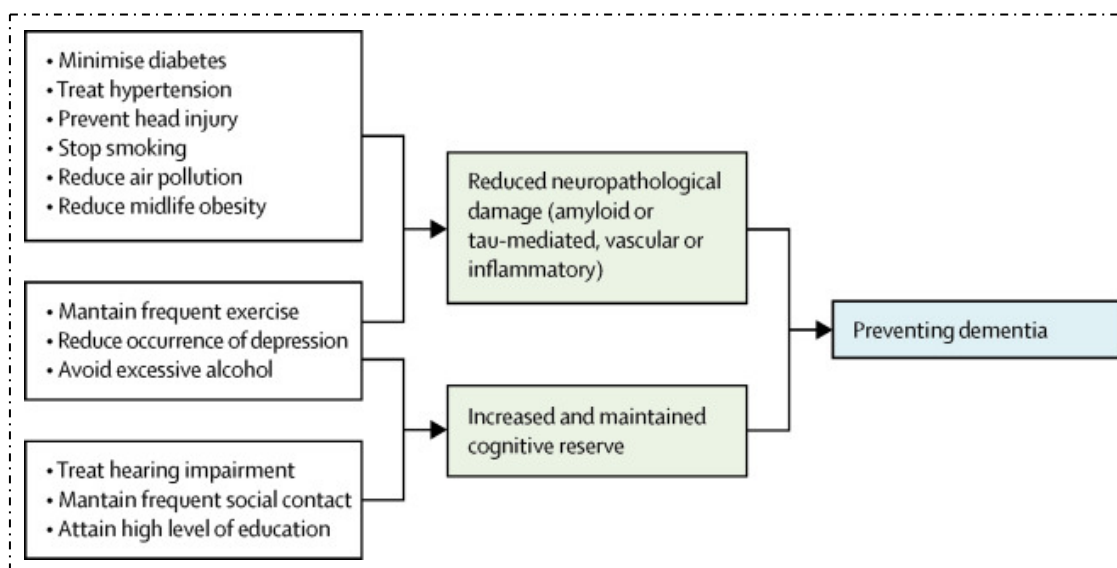 • Minimise diabetes
• Treat hypertension
• Prevent head injury
• Stop smoking
• Reduce air pollution
• Reduce midlife obesity
• Mantain frequent exercise
• Reduce occurrence of depression
• Avoid excessive alcohol
• Treat hearing impairment
• Mantain frequent social contact
• Attain high level of education
Reduced neuropathological
damage (amyloid or
tau-mediated, vascular or
inflammatory)
Increased and maintained
cognitive reserve
Preventing dementia